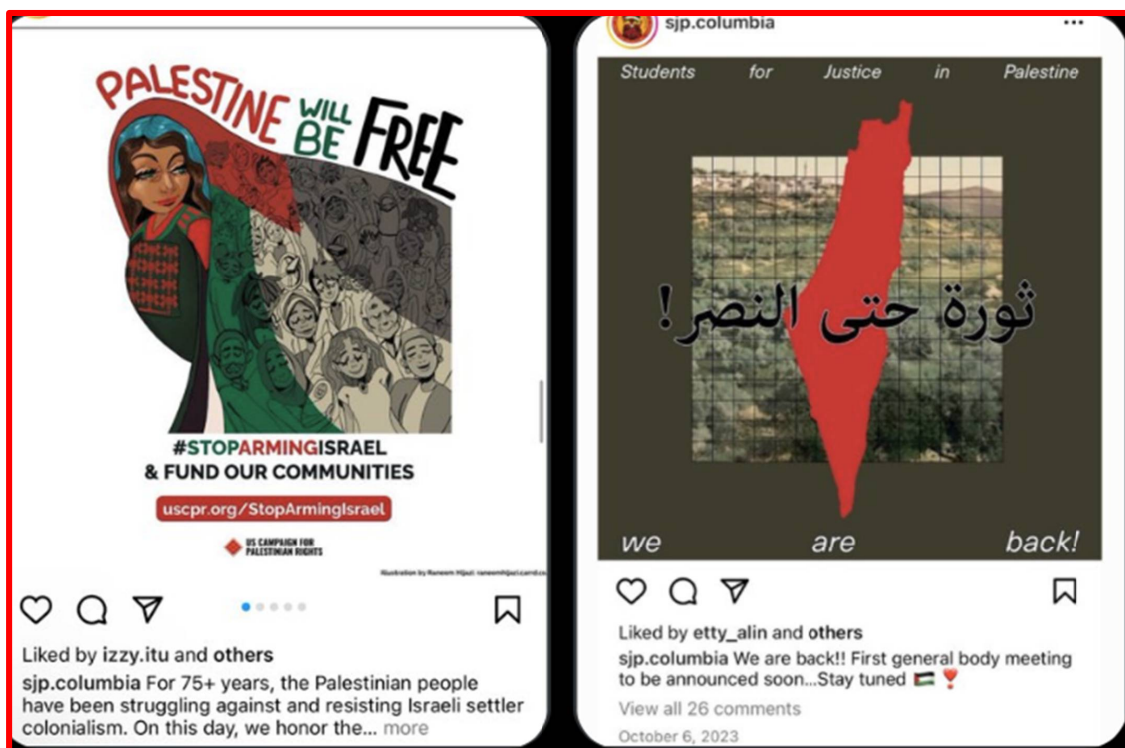 PALESTINE WILL BE FREE
#STOPARMINGISRAEL
& FUND OUR COMMUNITIES
uscpr.org/StopArmingIsrael
US CAMPAIGN FOR
PALESTINIAN RIGHTS
Illustration by Raneem Hijazi
Liked by izzy.itu and others
sjp.columbia For 75+ years, the Palestinian people
have been struggling against and resisting Israeli settler
colonialism. On this day, we honor the... more
sjp.columbia
Students for Justice in Palestine
ثورة حتى النصر!
we are back!
Liked by etty_alin and others
sjp.columbia We are back!! First general body meeting
to be announced soon...Stay tuned 🇵🇸 ❣️
View all 26 comments
October 6, 2023